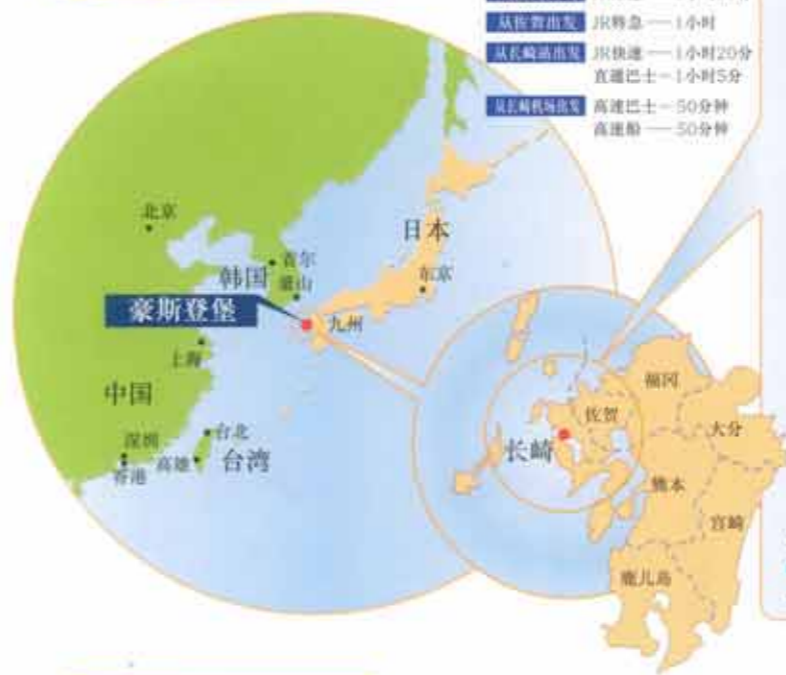 从佐贺出发 JR特急──1小时
从长崎站出发 JR快速──1小时20分
直通巴士─1小时5分
从长崎机场出发 高速巴士─50分钟
高速船──50分钟
北京
日本
首尔
韩国
釜山
东京
豪斯登堡
九州
上海
中国
福冈
佐贺
大分
深圳
台北
长崎
香港
高雄
台湾
熊本
宫崎
鹿儿岛